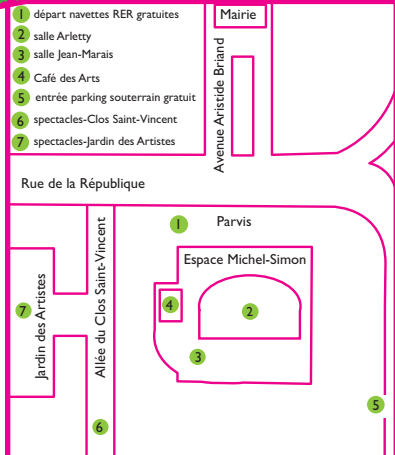 1 départ navettes RER gratuites
2 salle Arletty
3 salle Jean-Marais
4 Café des Arts
5 entrée parking souterrain gratuit
6 spectacles-Clos Saint-Vincent
7 spectacles-Jardin des Artistes
Mairie
Avenue Aristide Briand
Rue de la République
1
Parvis
Espace Michel-Simon
Allée du Clos Saint-Vincent
Jardin des Artistes
7
4
2
3
5
6